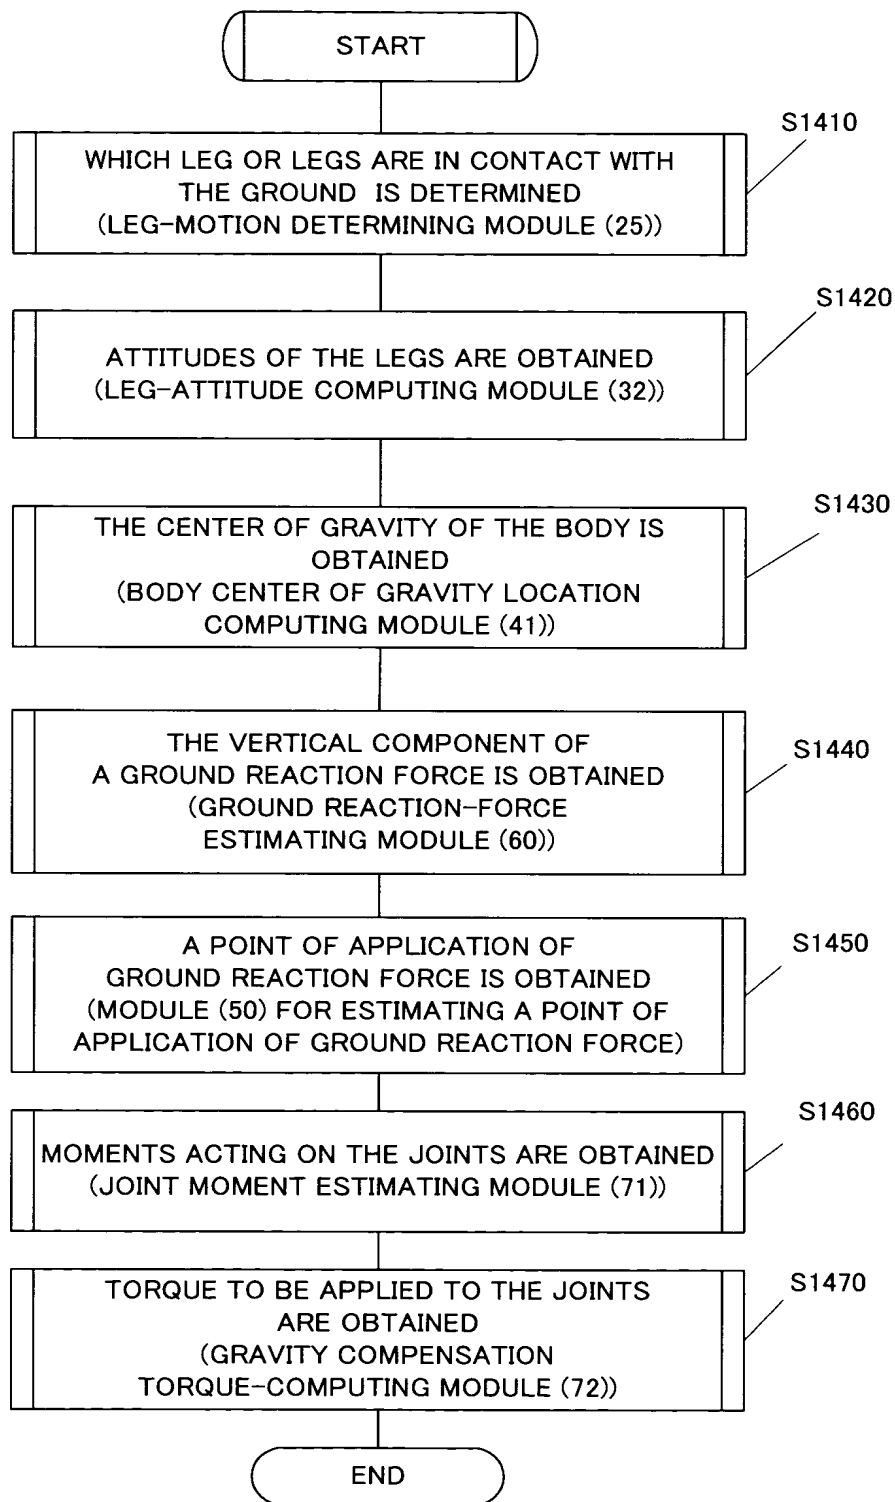 START
S1410
WHICH LEG OR LEGS ARE IN CONTACT WITH
THE GROUND IS DETERMINED
(LEG-MOTION DETERMINING MODULE (25))
S1420
ATTITUDES OF THE LEGS ARE OBTAINED
(LEG-ATTITUDE COMPUTING MODULE (32))
S1430
THE CENTER OF GRAVITY OF THE BODY IS
OBTAINED
(BODY CENTER OF GRAVITY LOCATION
COMPUTING MODULE (41))
S1440
THE VERTICAL COMPONENT OF
A GROUND REACTION FORCE IS OBTAINED
(GROUND REACTION-FORCE
ESTIMATING MODULE (60))
S1450
A POINT OF APPLICATION OF
GROUND REACTION FORCE IS OBTAINED
(MODULE (50) FOR ESTIMATING A POINT OF
APPLICATION OF GROUND REACTION FORCE)
S1460
MOMENTS ACTING ON THE JOINTS ARE OBTAINED
(JOINT MOMENT ESTIMATING MODULE (71))
S1470
TORQUE TO BE APPLIED TO THE JOINTS
ARE OBTAINED
(GRAVITY COMPENSATION
TORQUE-COMPUTING MODULE (72))
END